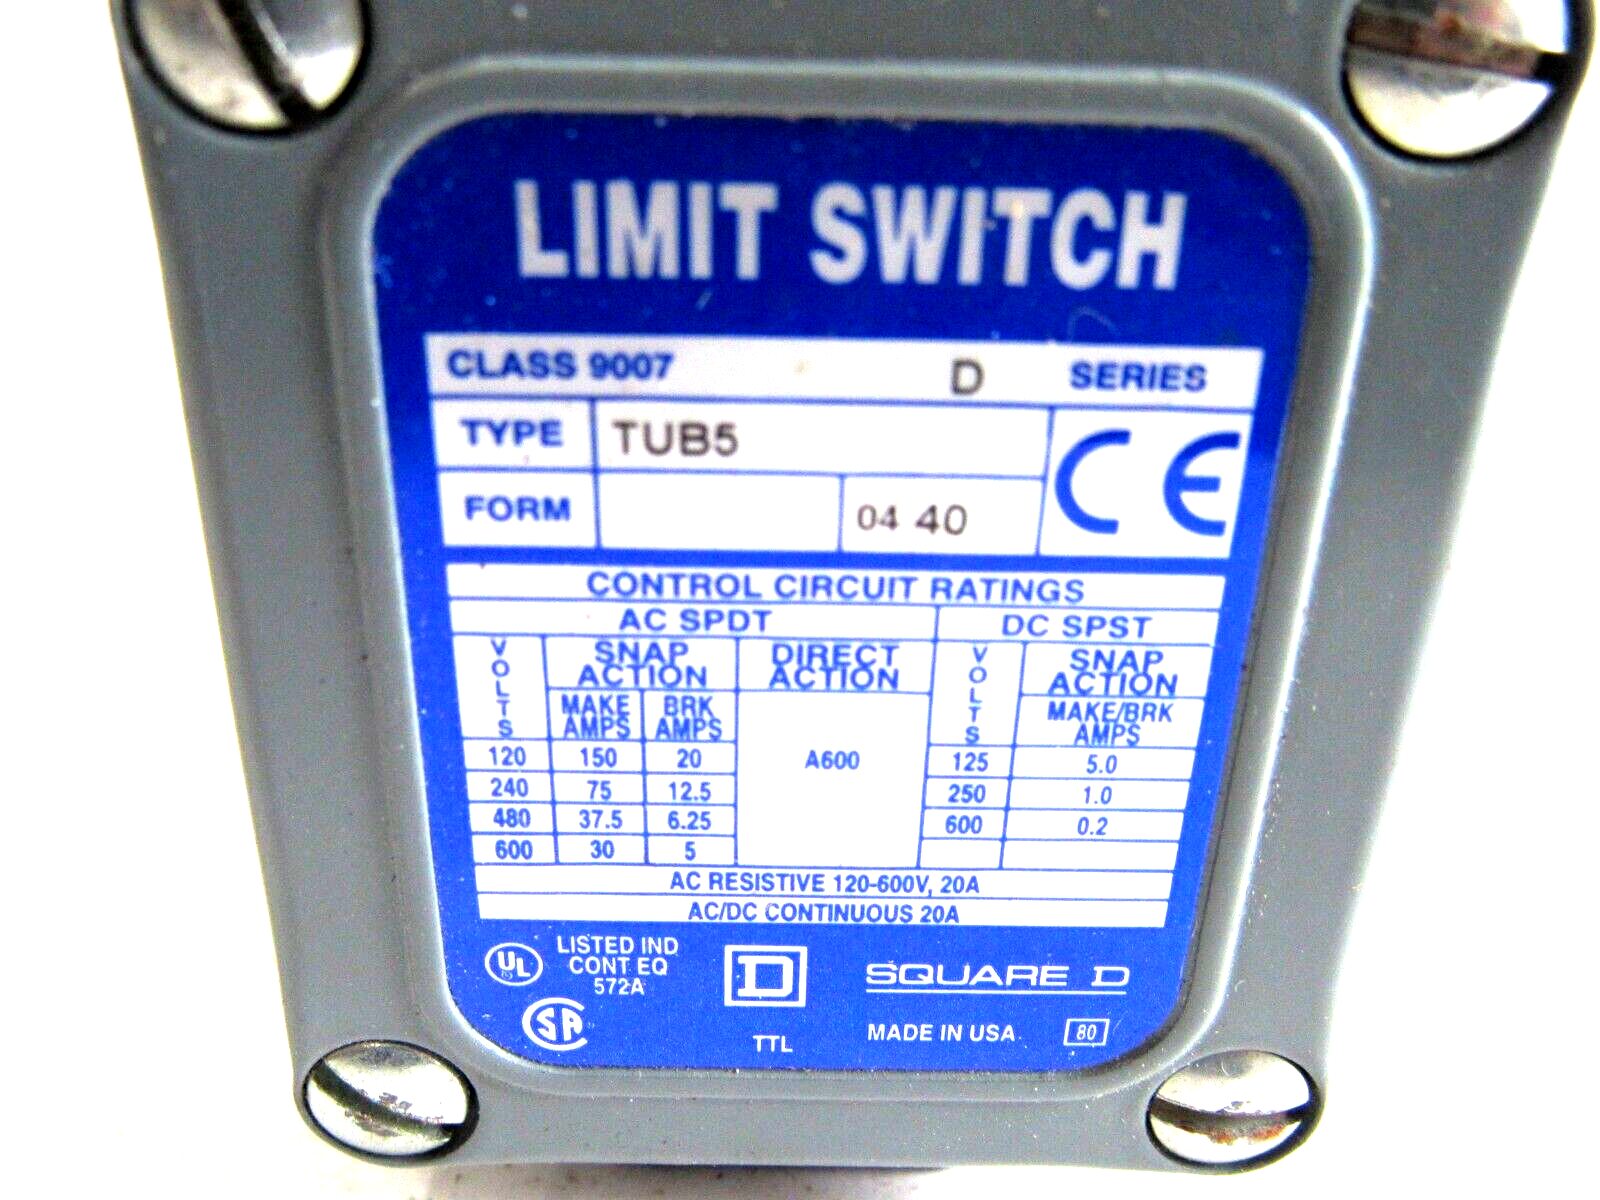 LIMIT SWITCH
CLASS 9007 D SERIES
TYPE TUB5
CE
FORM 04 40
CONTROL CIRCUIT RATINGS
AC SPDT DC SPST
VOLTS SNAP ACTION DIRECT ACTION VOLTS SNAP ACTION
MAKE AMPS BRK AMPS MAKE/BRK AMPS
120 150 20 A600 125 5.0
240 75 12.5 250 1.0
480 37.5 6.25 600 0.2
600 30 5
AC RESISTIVE 120-600V, 20A
AC/DC CONTINUOUS 20A
UL LISTED IND
CONT EQ
572A
D SQUARE D
SA
TTL MADE IN USA 80